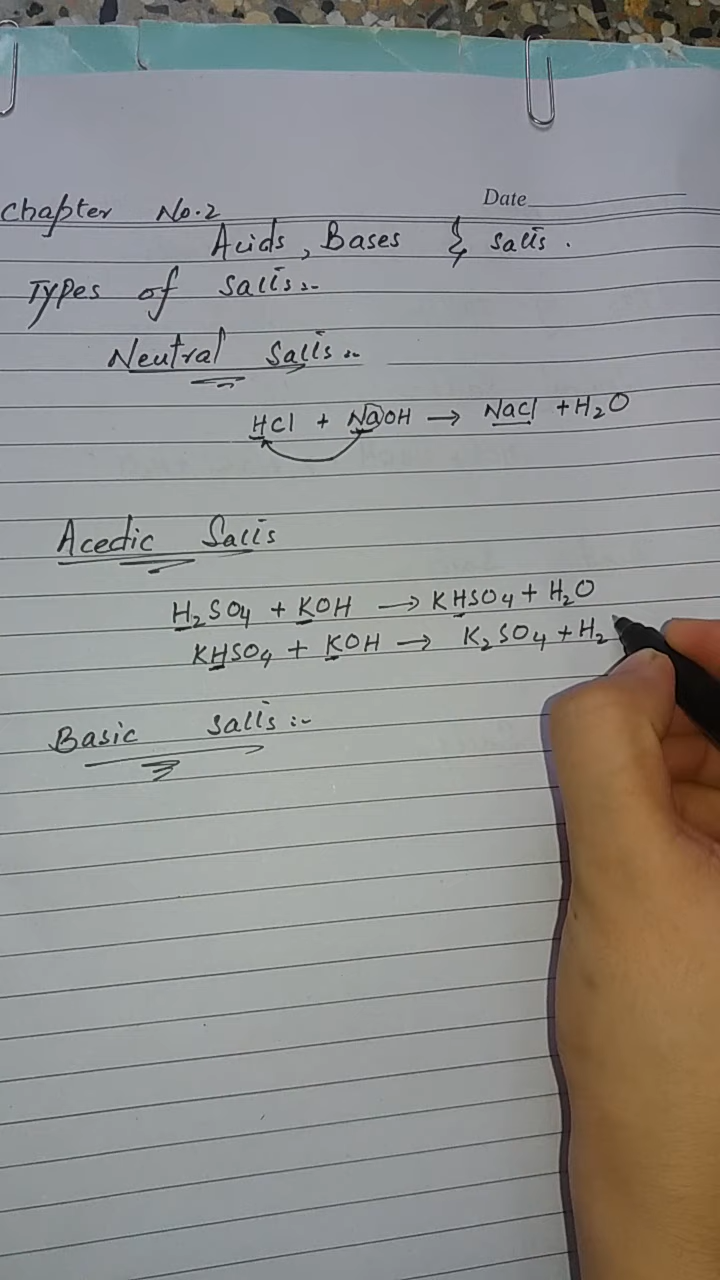 Date
Chapter No.2
Acids, Bases & Salts.
Types of Salts:-
Neutral Salts:-
HCl + NaOH → NaCl + H2O
Acedic Salts
H2SO4 + KOH → KHSO4 + H2O
KHSO4 + KOH → K2SO4 + H2
Basic Salts:-